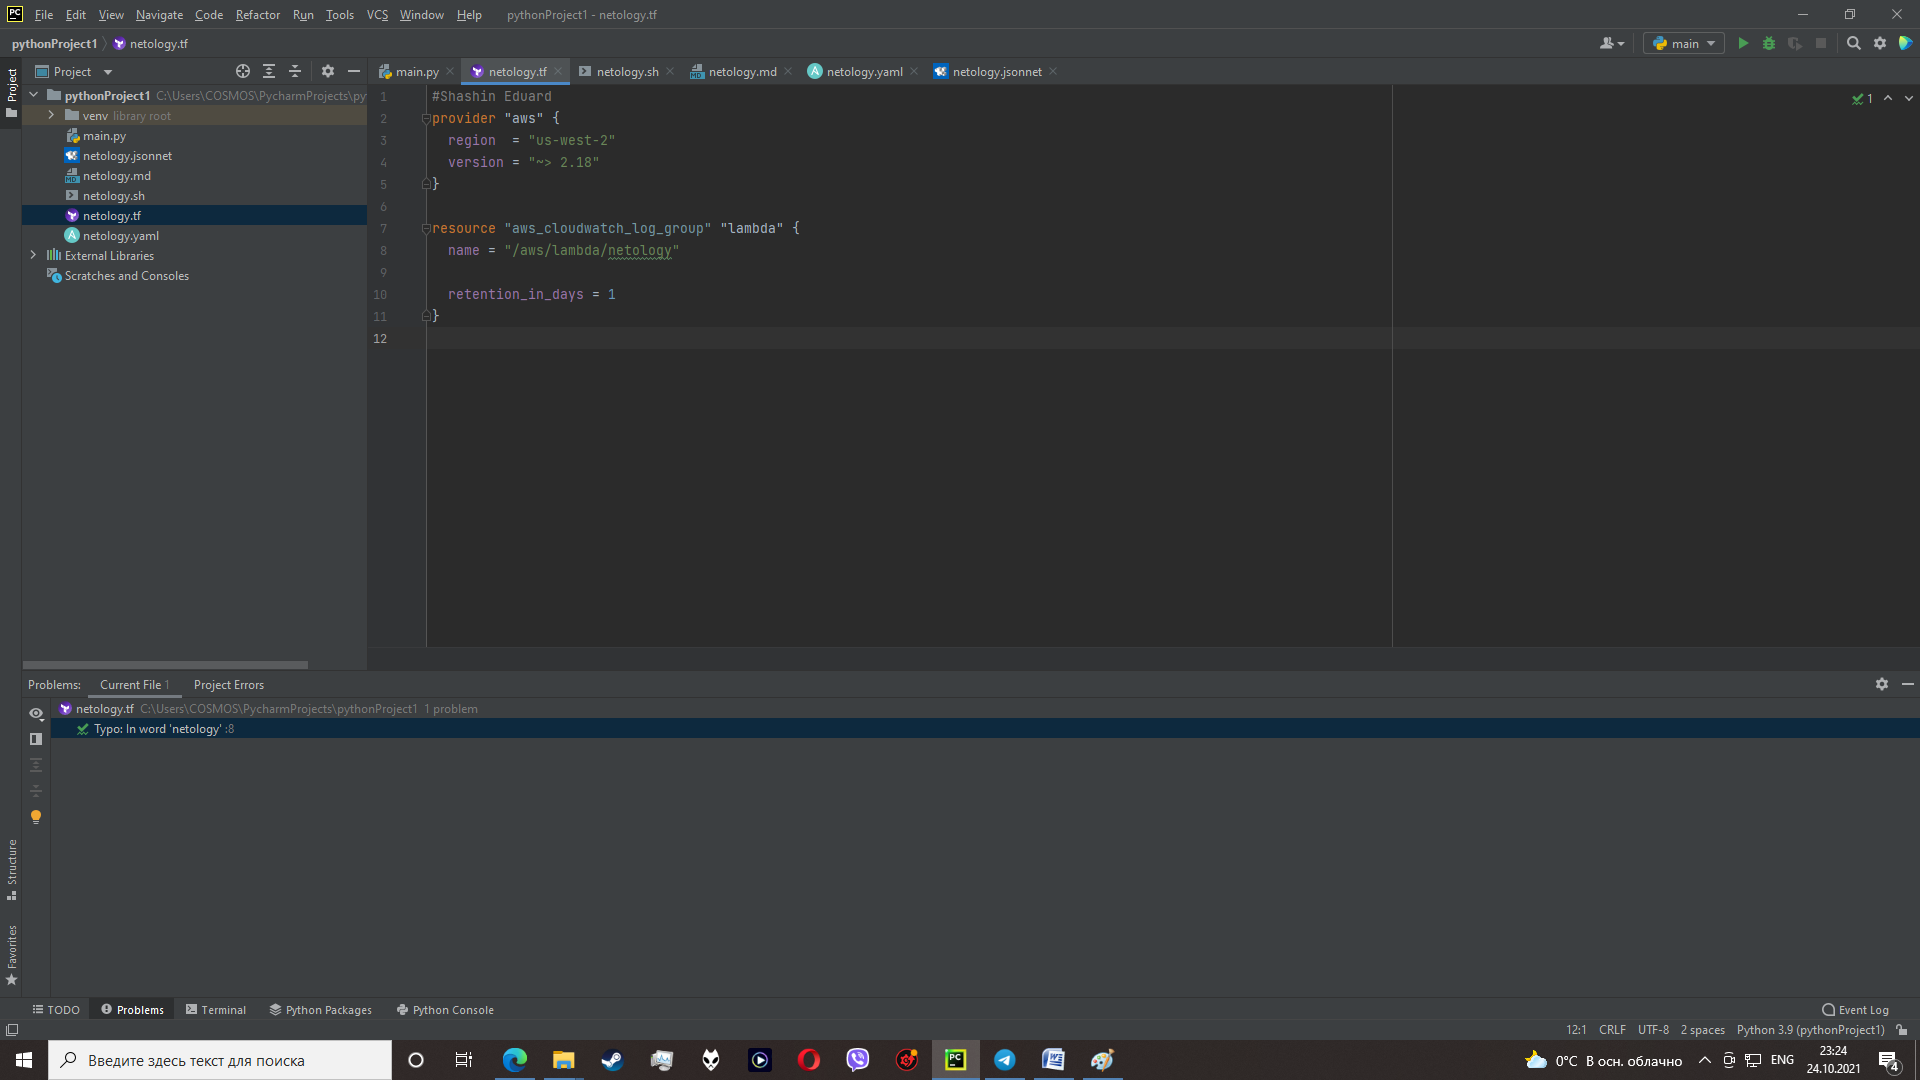 PC File Edit View Navigate Code Refactor Run Tools VCS Window Help pythonProject1 - netology.tf
pythonProject1 netology.tf main
Project
Project main.py netology.tf netology.sh netology.md netology.yaml netology.jsonnet
pythonProject1 C:\Users\COSMOS\PycharmProjects\py
venv library root
main.py
netology.jsonnet
netology.md
netology.sh
netology.tf
netology.yaml
External Libraries
Scratches and Consoles
1 #Shashin Eduard
2 provider "aws" {
3 region  = "us-west-2"
4 version = "~> 2.18"
5 }
6
7 resource "aws_cloudwatch_log_group" "lambda" {
8 name = "/aws/lambda/netology"
9
10 retention_in_days = 1
11 }
12
1
Problems: Current File 1 Project Errors
netology.tf C:\Users\COSMOS\PycharmProjects\pythonProject1 1 problem
Typo: In word 'netology' :8
Structure
Favorites
TODO Problems Terminal Python Packages Python Console Event Log
12:1 CRLF UTF-8 2 spaces Python 3.9 (pythonProject1)
Введите здесь текст для поиска
PC
0°C В осн. облачно ENG
23:24
24.10.2021
4